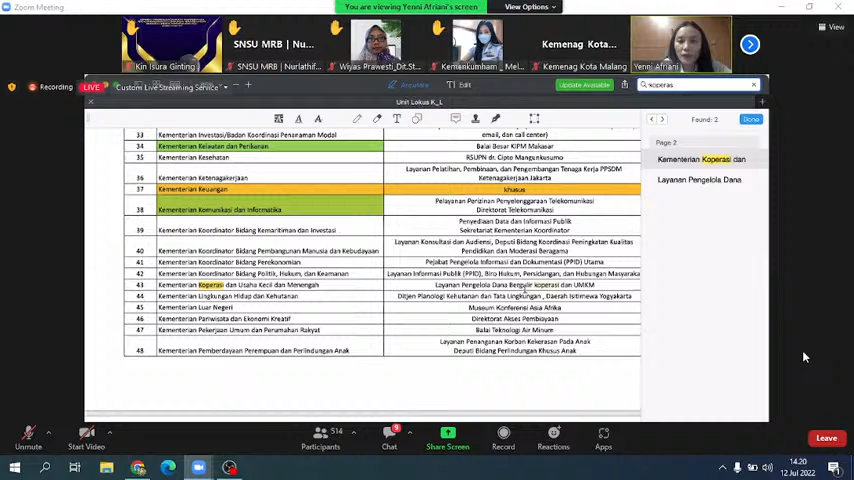 Zoom Meeting
You are viewing Yenni Afriani's screen
View Options
View
Kin Isura Ginting
SNSU MRB | Nu...
SNSU MRB | Nurlathif...
Wiyas Prawesti_Dit.St...
Kemenkumham _ Mel...
Kemenag Kota...
Kemenag Kota Malang
Yenni Afriani
Recording
LIVE
Custom Live Streaming Service
Annotate
Edit
Update Available
koperas
Unit Lokus K_L
Found: 2
Done
Page 2
Kementerian Koperasi dan
Layanan Pengelola Dana
33 Kementerian Investasi/Badan Koordinasi Penanaman Modal email, dan call center)
34 Kementerian Kelautan dan Perikanan Balai Besar KIPM Makasar
35 Kementerian Kesehatan RSUPN dr. Cipto Mangunkusumo
36 Kementerian Ketenagakerjaan Layanan Pelatihan, Pembinaan, dan Pengembangan Tenaga Kerja PPSDM
Ketenagakerjaan Jakarta
37 Kementerian Keuangan khusus
38 Kementerian Komunikasi dan Informatika Pelayanan Perizinan Penyelenggaraan Telekomunikasi
Direktorat Telekomunikasi
39 Kementerian Koordinator Bidang Kemaritiman dan Investasi Penyediaan Data dan Informasi Publik
Sekretariat Kementerian Koordinator
40 Kementerian Koordinator Bidang Pembangunan Manusia dan Kebudayaan Layanan Konsultasi dan Audiensi, Deputi Bidang Koordinasi Peningkatan Kualitas
Pendidikan dan Moderasi Beragama
41 Kementerian Koordinator Bidang Perekonomian Pejabat Pengelola Informasi dan Dokumentasi (PPID) Utama
42 Kementerian Koordinator Bidang Politik, Hukum, dan Keamanan Layanan Informasi Publik (PPID), Biro Hukum, Persidangan, dan Hubungan Masyaraka
43 Kementerian Koperasi dan Usaha Kecil dan Menengah Layanan Pengelola Dana Bergulir koperasi dan UMKM
44 Kementerian Lingkungan Hidup dan Kehutanan Ditjen Planologi Kehutanan dan Tata Lingkungan , Daerah Istimewa Yogyakarta
45 Kementerian Luar Negeri Museum Konferensi Asia Afrika
46 Kementerian Pariwista dan Ekonomi Kreatif Direktorat Akses Pembiayaan
47 Kementerian Pekerjaan Umum dan Perumahan Rakyat Balai Teknologi Air Minum
48 Kementerian Pemberdayaan Perempuan dan Perlindungan Anak Layanan Penanganan Korban Kekerasan Pada Anak
Deputi Bidang Perlindungan Khusus Anak
Unmute
Start Video
514
Participants
9
Chat
Share Screen
Record
Reactions
Apps
Leave
14.20
12 Jul 2022